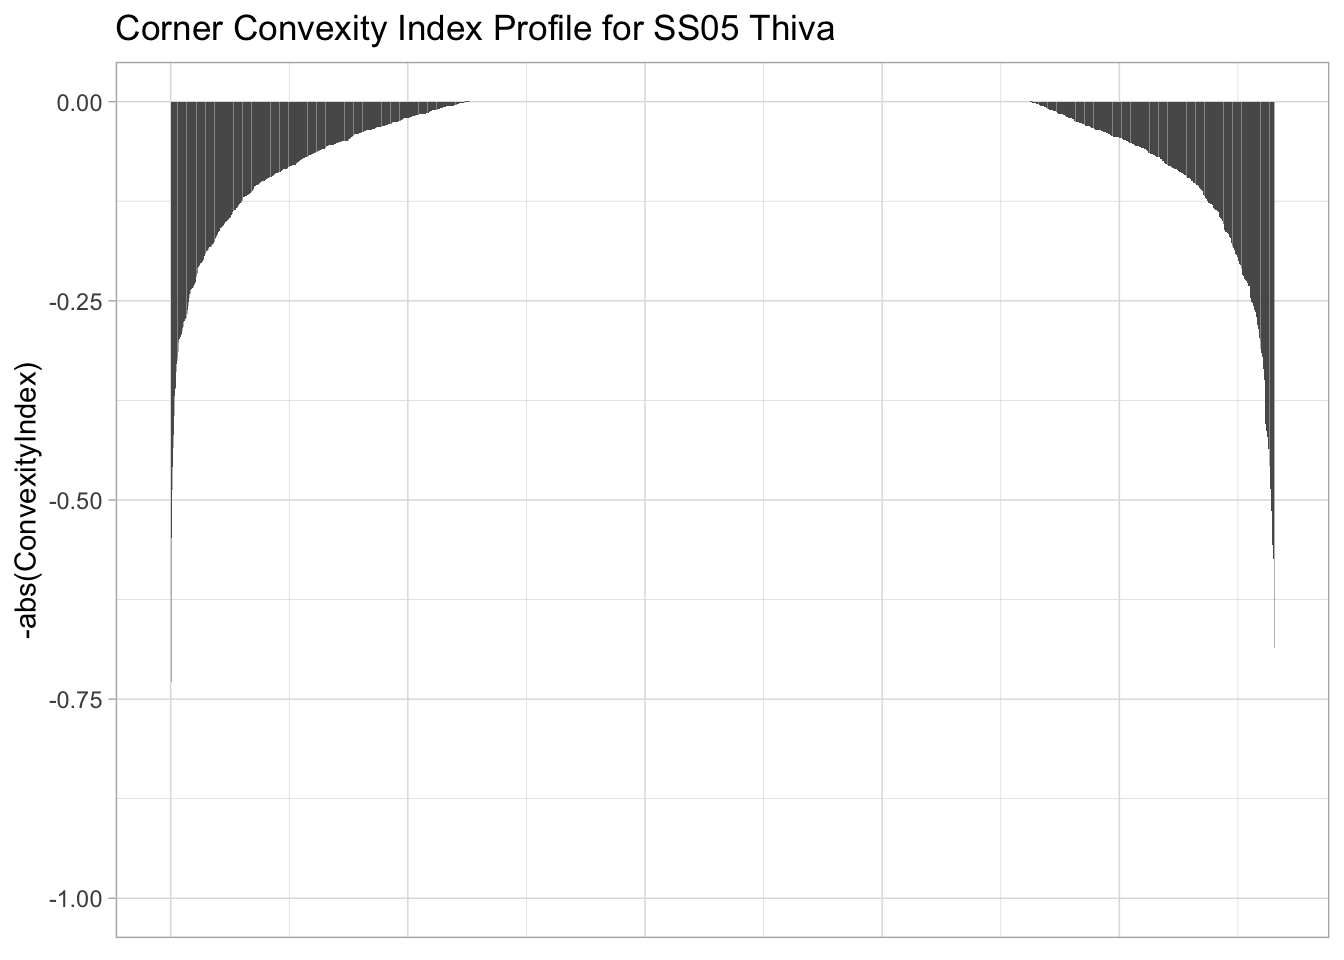 Corner Convexity Index Profile for SS05 Thiva
0.00
-0.25
-0.50
-0.75
-1.00
-abs(ConvexityIndex)